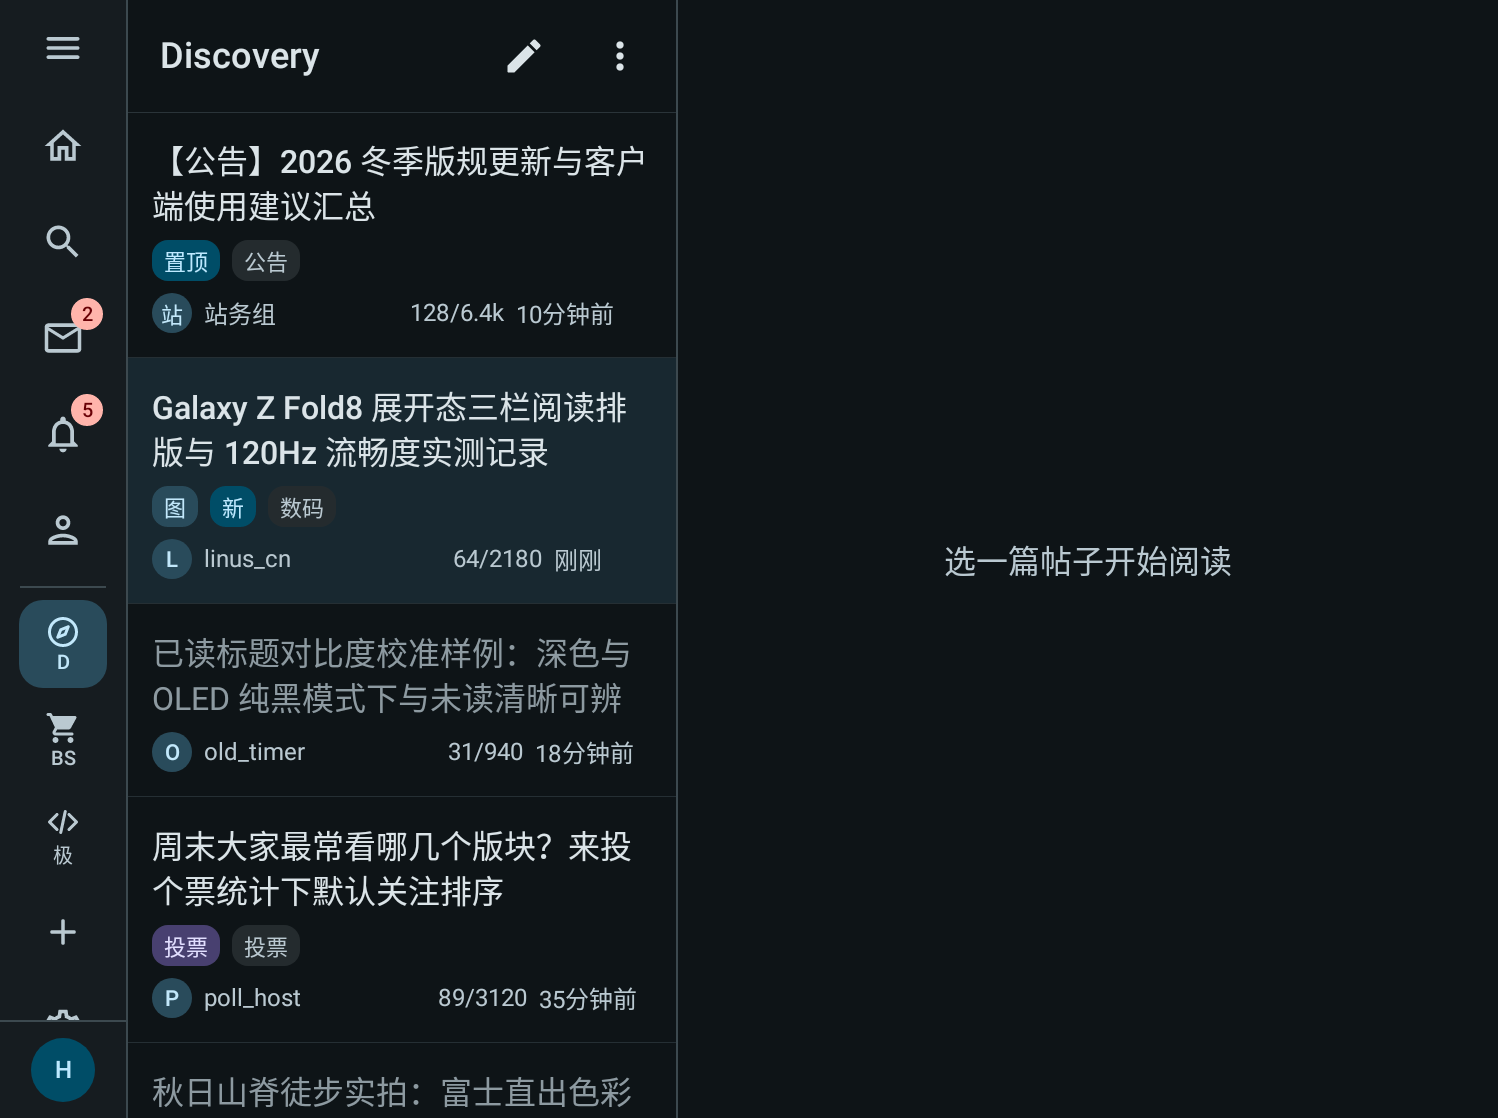 Discovery
【公告】2026 冬季版规更新与客户
端使用建议汇总
置顶 公告
站 站务组 128/6.4k 10分钟前
2
Galaxy Z Fold8 展开态三栏阅读排
版与 120Hz 流畅度实测记录
5
图 新 数码
L linus_cn 64/2180 刚刚
选一篇帖子开始阅读
D
已读标题对比度校准样例：深色与
OLED 纯黑模式下与未读清晰可辨
O old_timer 31/940 18分钟前
BS
周末大家最常看哪几个版块？来投
个票统计下默认关注排序
极
投票 投票
P poll_host 89/3120 35分钟前
H
秋日山脊徒步实拍：富士直出色彩